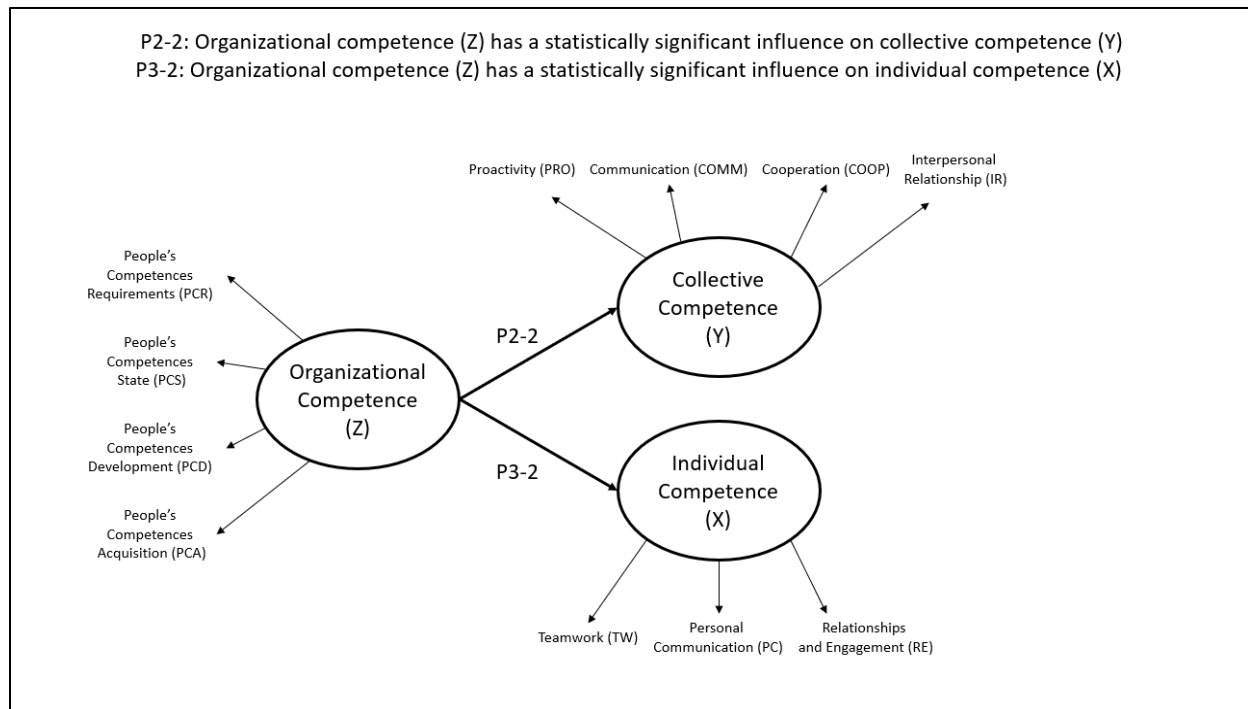 P2-2: Organizational competence (Z) has a statistically significant influence on collective competence (Y)
P3-2: Organizational competence (Z) has a statistically significant influence on individual competence (X)
Proactivity (PRO)
Communication (COMM)
Cooperation (COOP)
Interpersonal
Relationship (IR)
People’s
Competences
Requirements (PCR)
People’s
Competences
State (PCS)
People’s
Competences
Development (PCD)
People’s
Competences
Acquisition (PCA)
Organizational
Competence
(Z)
P2-2
P3-2
Collective
Competence
(Y)
Individual
Competence
(X)
Teamwork (TW)
Personal
Communication (PC)
Relationships
and Engagement (RE)